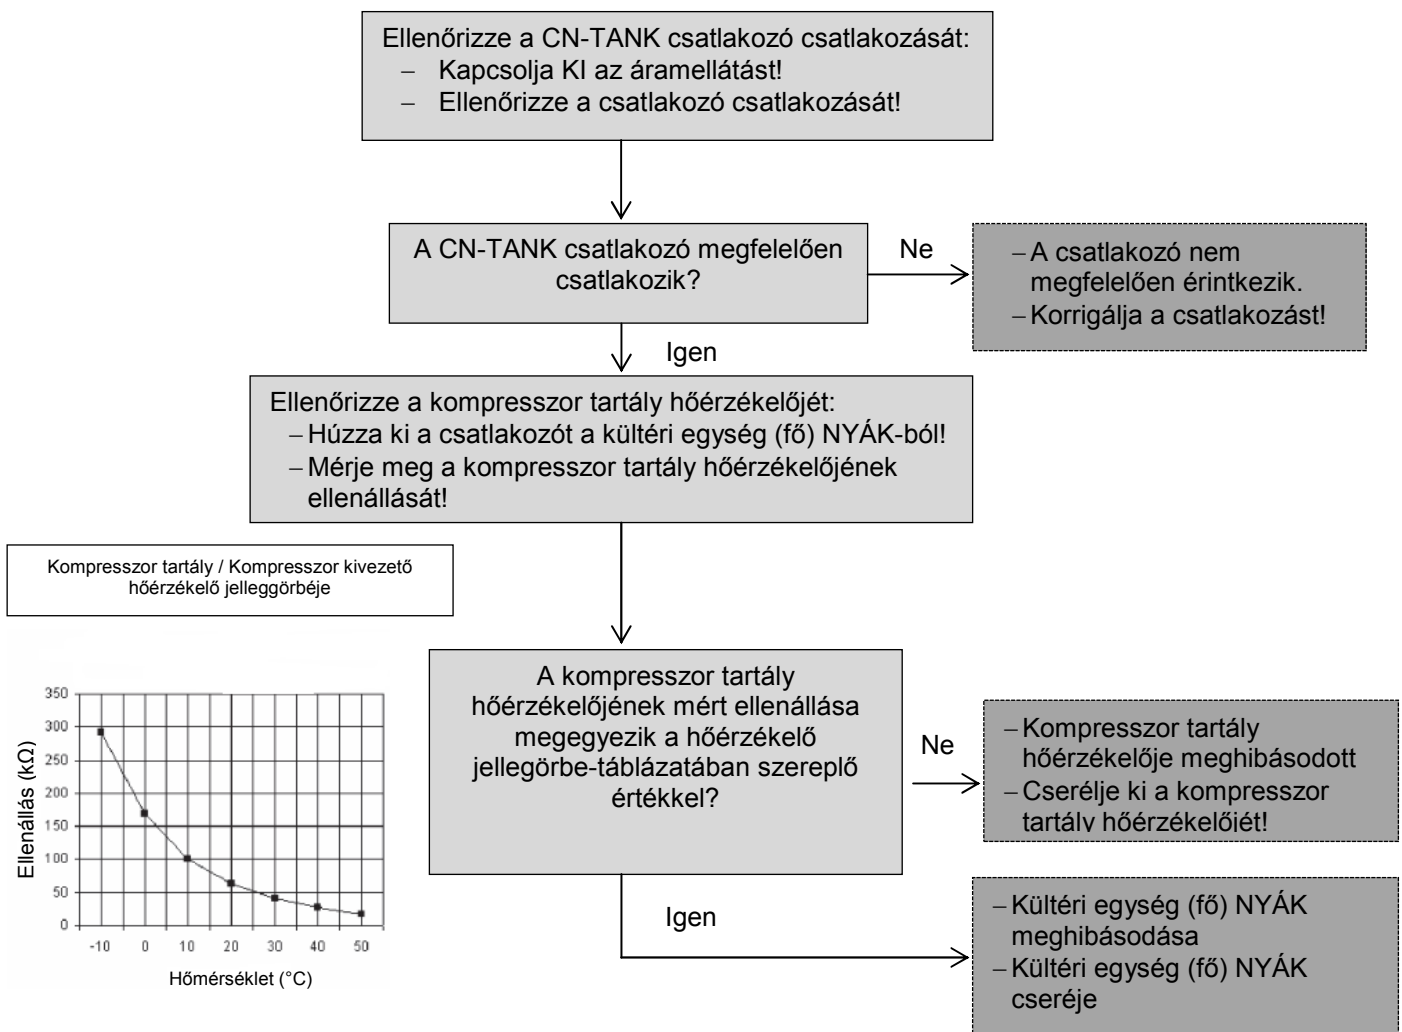 Ellenőrizze a CN-TANK csatlakozó csatlakozását:
– Kapcsolja KI az áramellátást!
– Ellenőrizze a csatlakozó csatlakozását!
A CN-TANK csatlakozó megfelelően
csatlakozik?
Ne
– A csatlakozó nem
megfelelően érintkezik.
– Korrigálja a csatlakozást!
Igen
Ellenőrizze a kompresszor tartály hőérzékelőjét:
– Húzza ki a csatlakozót a kültéri egység (fő) NYÁK-ból!
– Mérje meg a kompresszor tartály hőérzékelőjének
ellenállását!
Kompresszor tartály / Kompresszor kivezető
hőérzékelő jelleggörbéje
A kompresszor tartály
hőérzékelőjének mért ellenállása
megegyezik a hőérzékelő
jellegörbe-táblázatában szereplő
értékkel?
Ne
– Kompresszor tartály
hőérzékelője meghibásodott
– Cserélje ki a kompresszor
tartály hőérzékelőjét!
Igen
– Kültéri egység (fő) NYÁK
meghibásodása
– Kültéri egység (fő) NYÁK
cseréje
Ellenállás (kΩ)
350
300
250
200
150
100
50
0
-10 0 10 20 30 40 50
Hőmérséklet (°C)